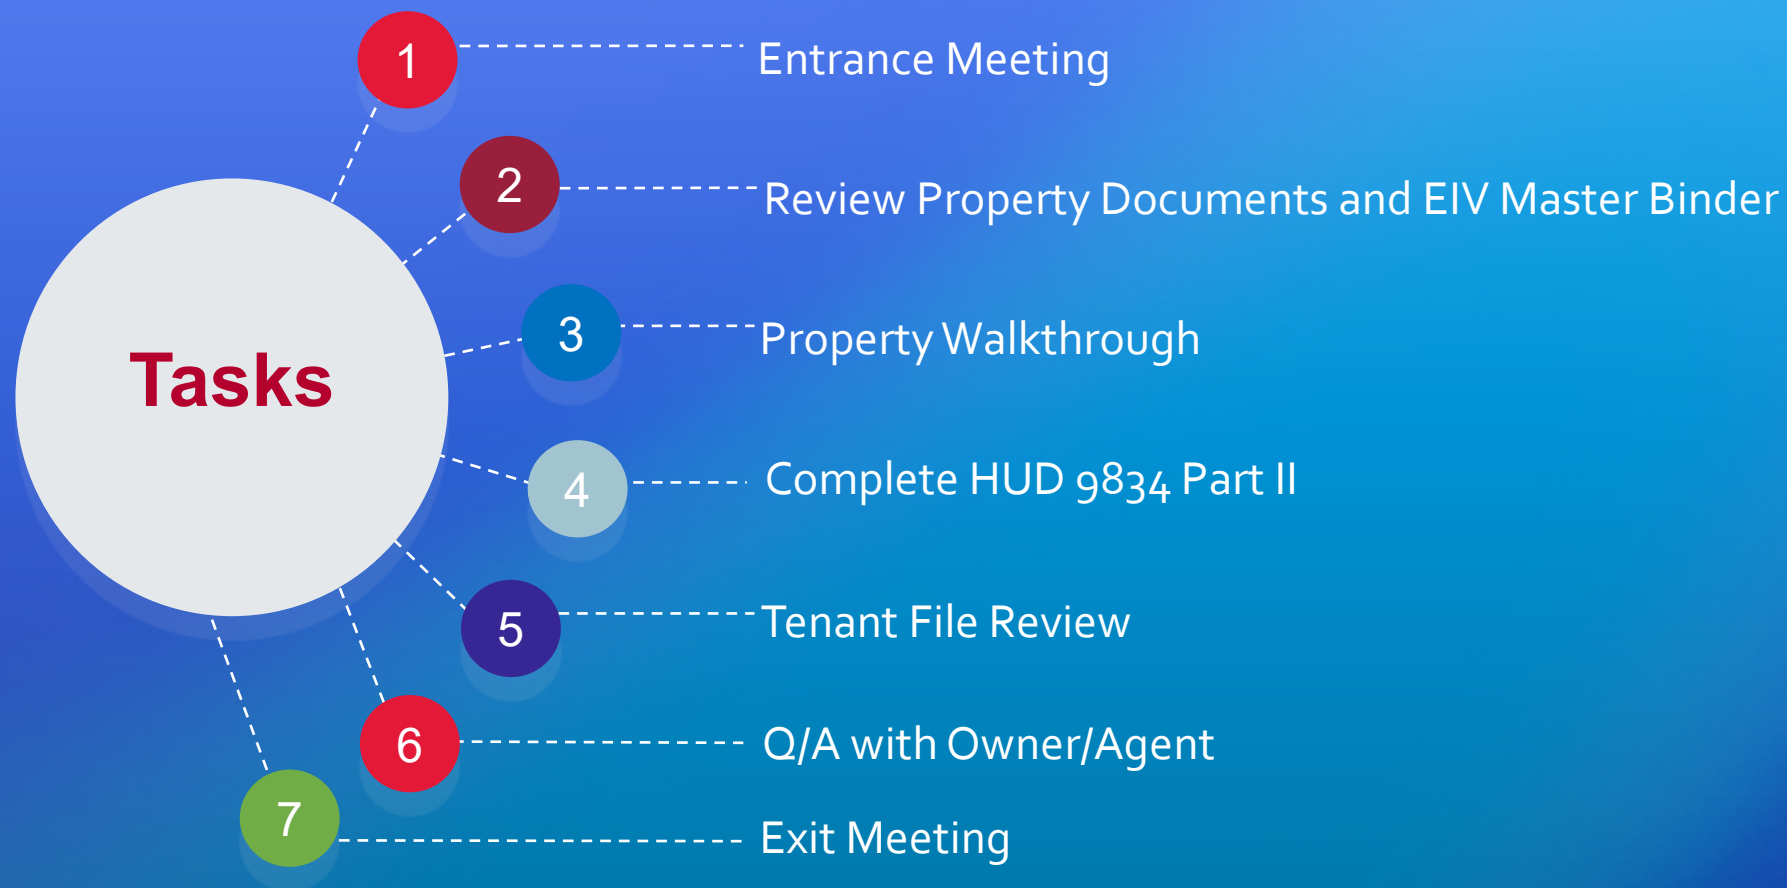 Tasks
1
Entrance Meeting
2
Review Property Documents and EIV Master Binder
3
Property Walkthrough
4
Complete HUD 9834 Part II
5
Tenant File Review
6
Q/A with Owner/Agent
7
Exit Meeting